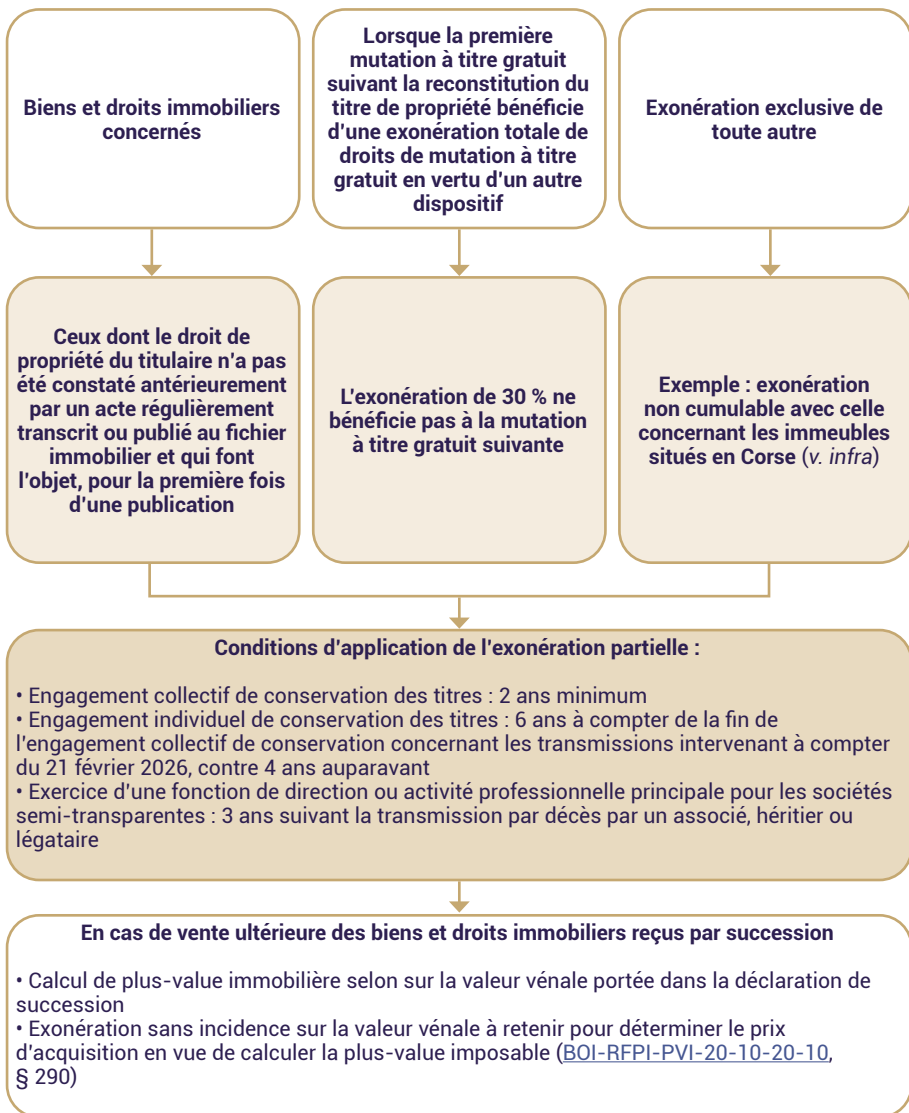 Biens et droits immobiliers
concernés
Lorsque la première
mutation à titre gratuit
suivant la reconstitution du
titre de propriété bénéficie
d'une exonération totale de
droits de mutation à titre
gratuit en vertu d'un autre
dispositif
Exonération exclusive de
toute autre
Ceux dont le droit de
propriété du titulaire n'a pas
été constaté antérieurement
par un acte régulièrement
transcrit ou publié au fichier
immobilier et qui font
l'objet, pour la première fois
d'une publication
L'exonération de 30 % ne
bénéficie pas à la mutation
à titre gratuit suivante
Exemple : exonération
non cumulable avec celle
concernant les immeubles
situés en Corse (v. infra)
Conditions d'application de l'exonération partielle :
• Engagement collectif de conservation des titres : 2 ans minimum
• Engagement individuel de conservation des titres : 6 ans à compter de la fin de
l'engagement collectif de conservation concernant les transmissions intervenant à compter
du 21 février 2026, contre 4 ans auparavant
• Exercice d'une fonction de direction ou activité professionnelle principale pour les sociétés
semi-transparentes : 3 ans suivant la transmission par décès par un associé, héritier ou
légataire
En cas de vente ultérieure des biens et droits immobiliers reçus par succession
• Calcul de plus-value immobilière selon sur la valeur vénale portée dans la déclaration de
succession
• Exonération sans incidence sur la valeur vénale à retenir pour déterminer le prix
d'acquisition en vue de calculer la plus-value imposable (BOI-RFPI-PVI-20-10-20-10,
§ 290)